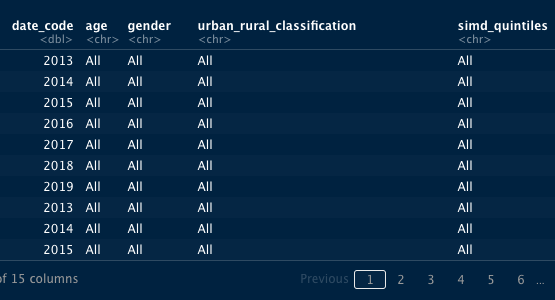 date_code age gender urban_rural_classification simd_quintiles
<dbl> <chr> <chr> <chr> <chr>
2013 All All All All
2014 All All All All
2015 All All All All
2016 All All All All
2017 All All All All
2018 All All All All
2019 All All All All
2013 All All All All
2014 All All All All
2015 All All All All
of 15 columns Previous 1 2 3 4 5 6 ...